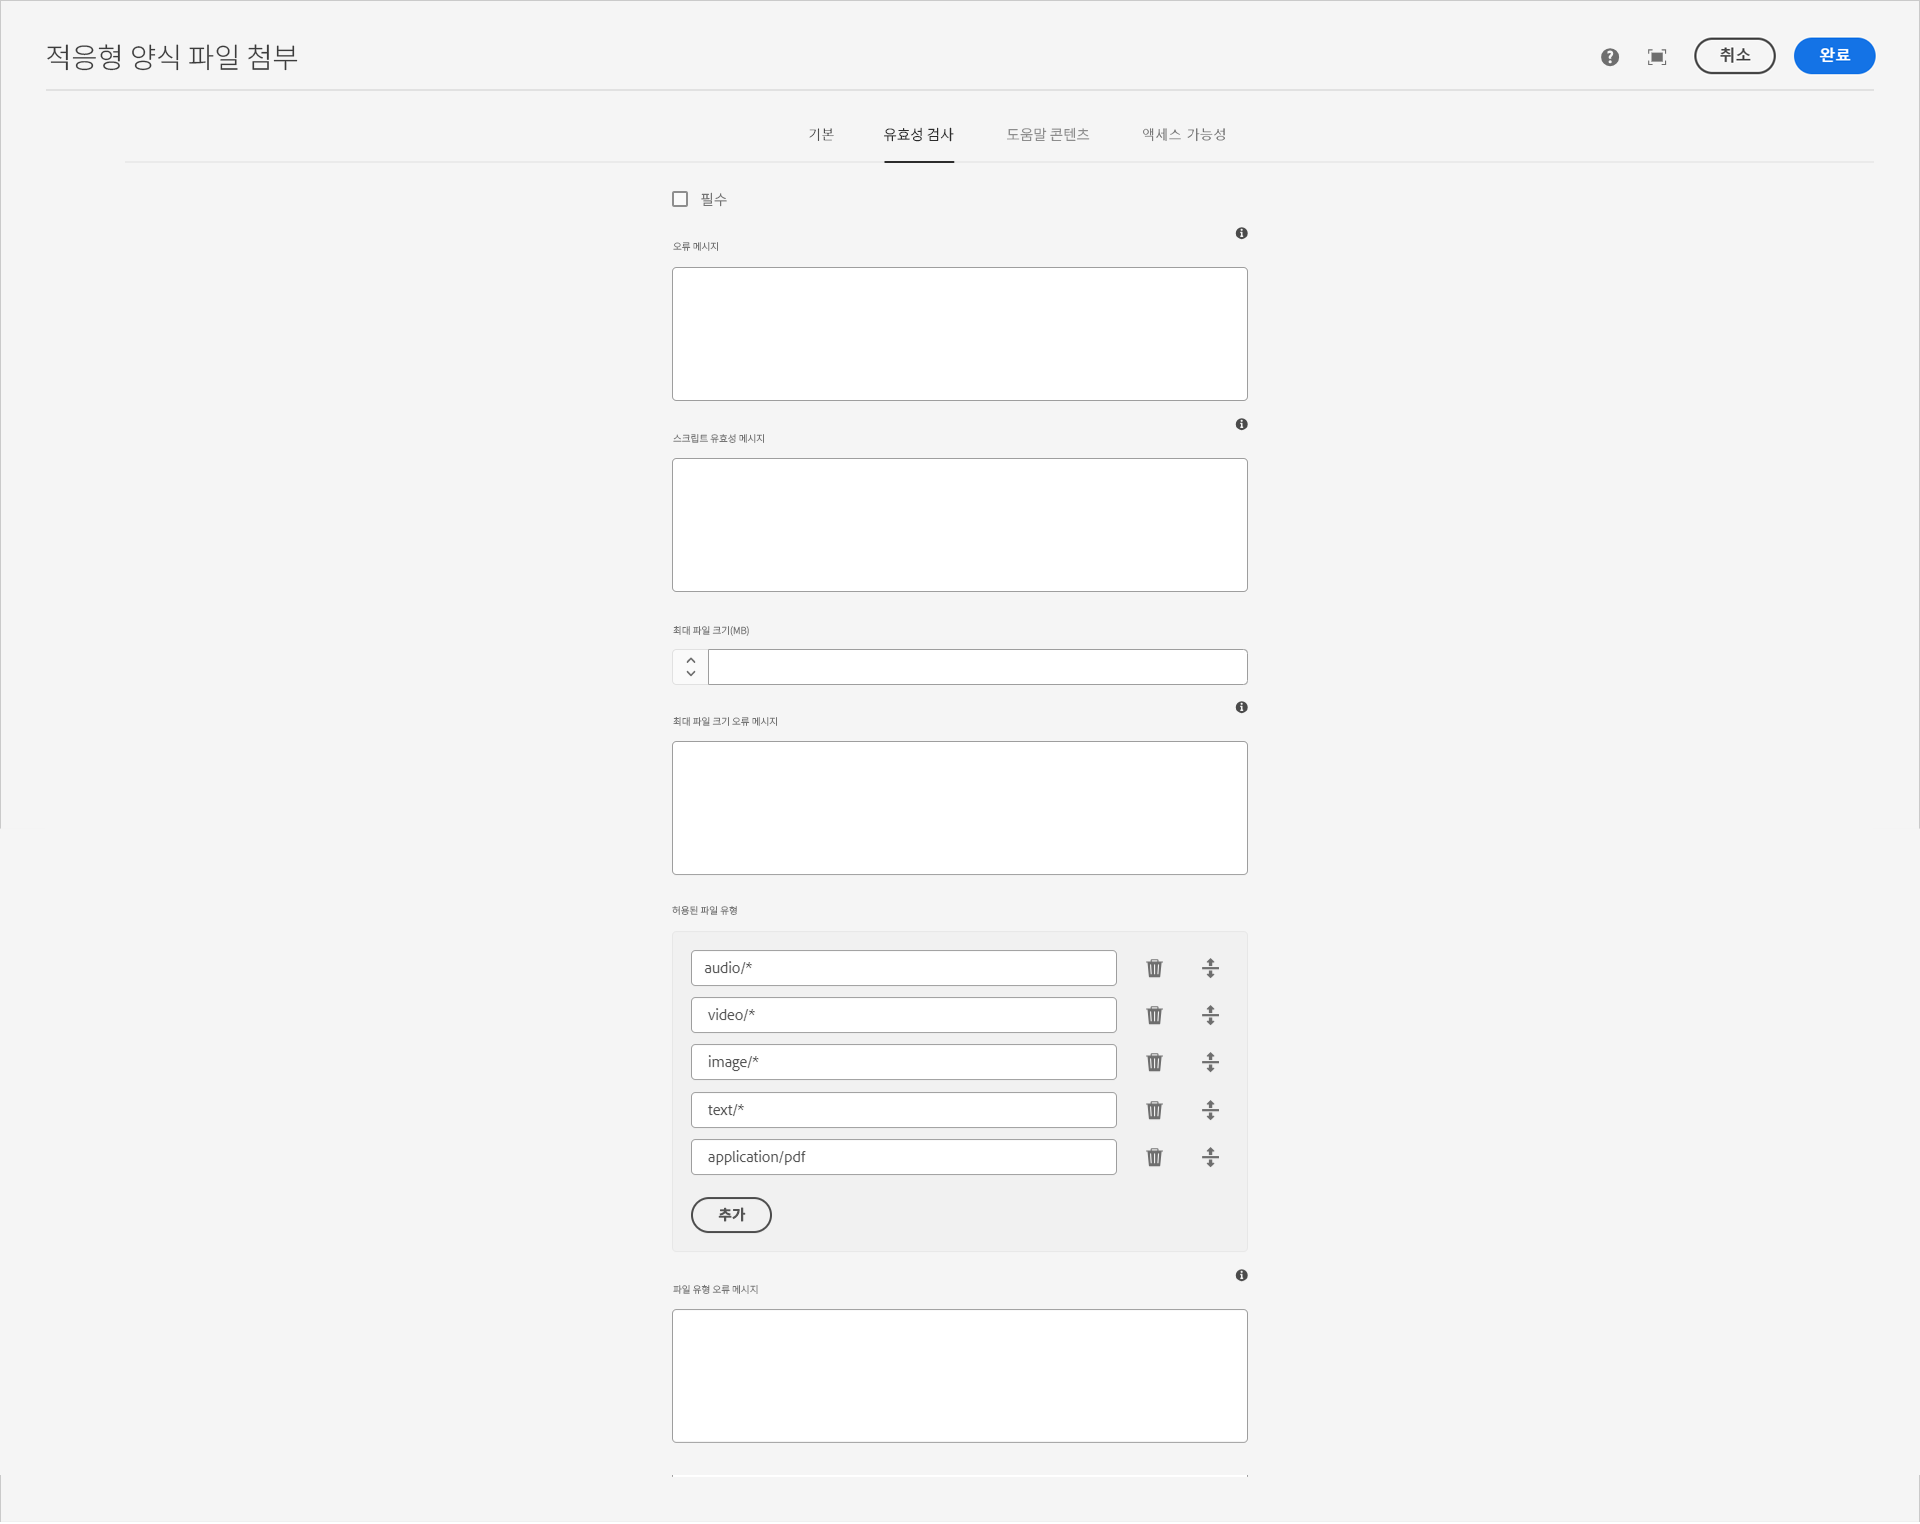 적응형 양식 파일 첨부
취소
완료
기본
유효성 검사
도움말 콘텐츠
액세스 가능성
필수
오류 메시지
스크립트 유효성 메시지
최대 파일 크기(MB)
최대 파일 크기 오류 메시지
허용된 파일 유형
audio/*
video/*
image/*
text/*
application/pdf
추가
파일 유형 오류 메시지